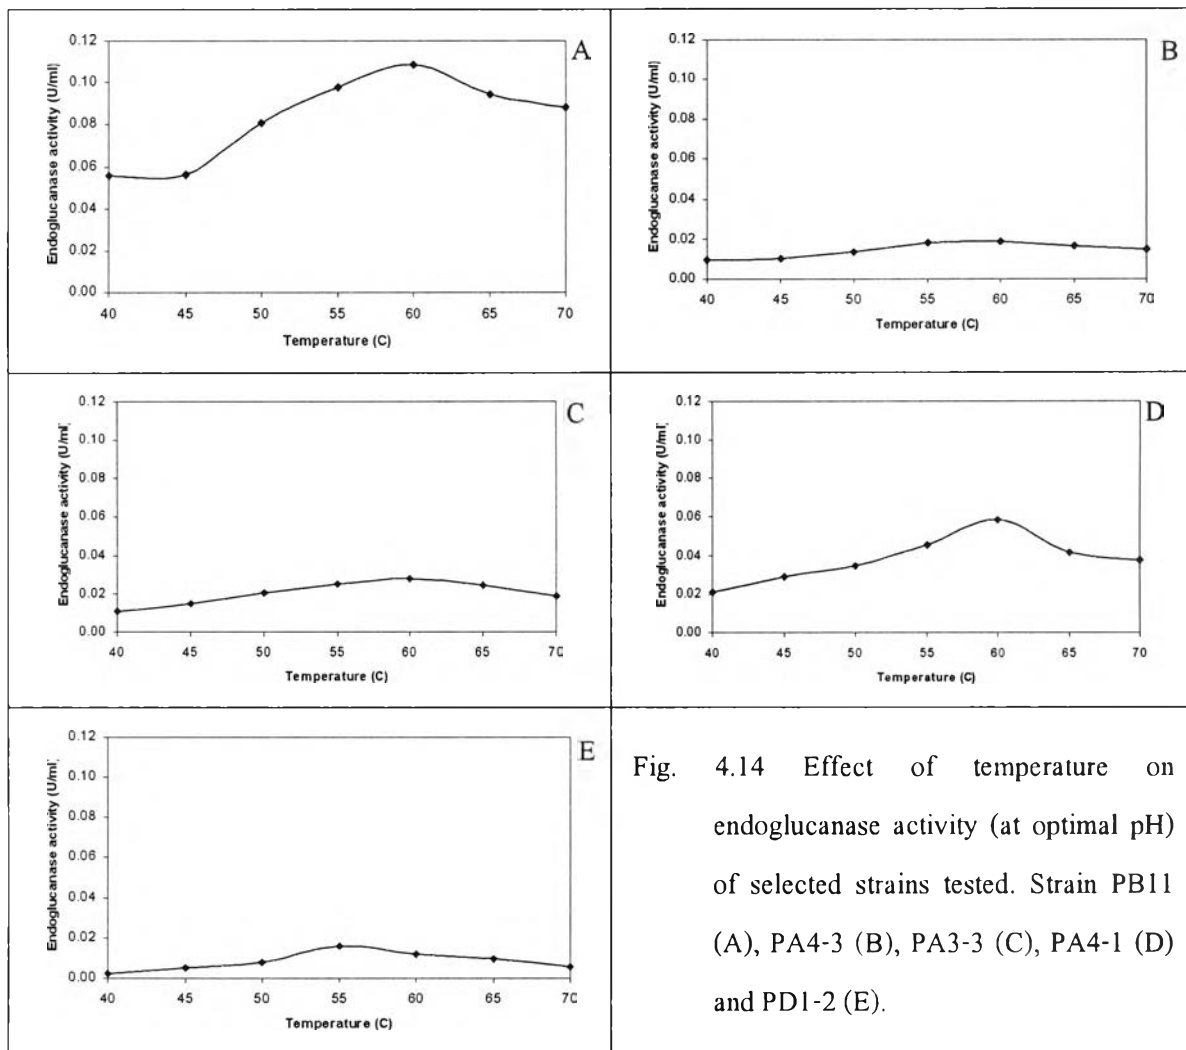 A
Endoglucanase activity (U/ml)
0.12
0.10
0.08
0.06
0.04
0.02
0.00
40 45 50 55 60 65 70
Temperature (C)
B
Endoglucanase activity (U/ml)
0.12
0.10
0.08
0.06
0.04
0.02
0.00
40 45 50 55 60 65 70
Temperature (C)
C
Endoglucanase activity (U/ml)
0.12
0.10
0.08
0.06
0.04
0.02
0.00
40 45 50 55 60 65 70
Temperature (C)
D
Endoglucanase activity (U/ml)
0.12
0.10
0.08
0.06
0.04
0.02
0.00
40 45 50 55 60 65 70
Temperature (C)
E
Endoglucanase activity (U/ml)
0.12
0.10
0.08
0.06
0.04
0.02
0.00
40 45 50 55 60 65 70
Temperature (C)
Fig. 4.14 Effect of temperature on
endoglucanase activity (at optimal pH)
of selected strains tested. Strain PB11
(A), PA4-3 (B), PA3-3 (C), PA4-1 (D)
and PD1-2 (E).